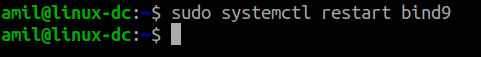 amil@linux-dc:~$ sudo systemctl restart bind9
amil@linux-dc:~$